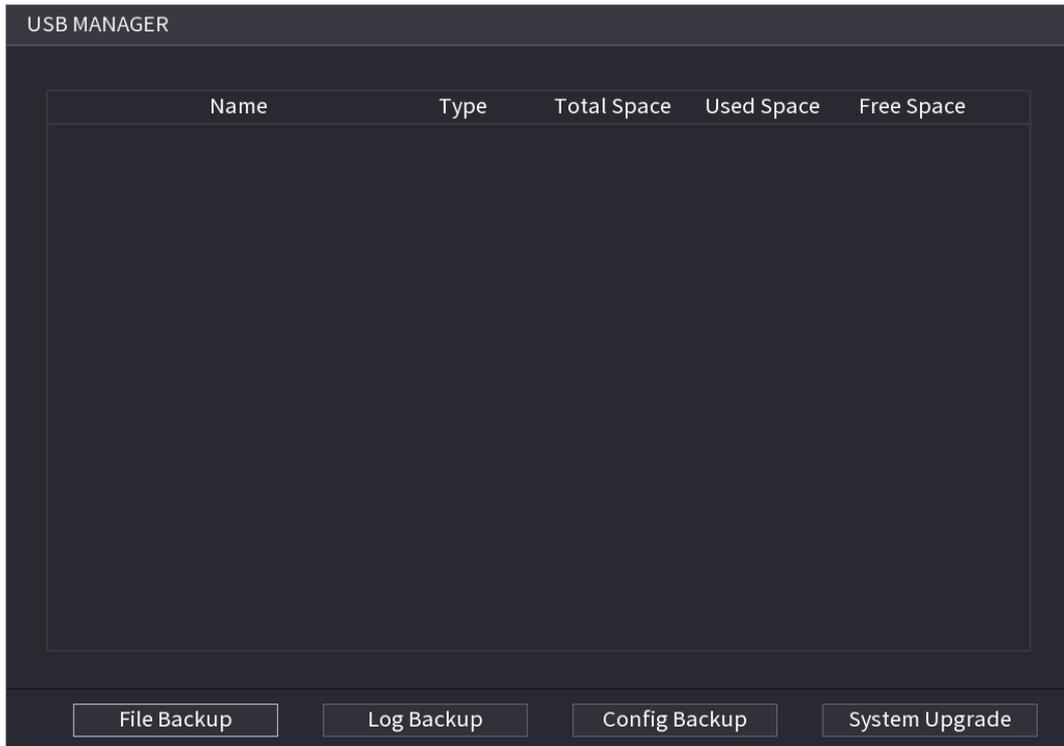 USB MANAGER
Name Type Total Space Used Space Free Space
File Backup Log Backup Config Backup System Upgrade